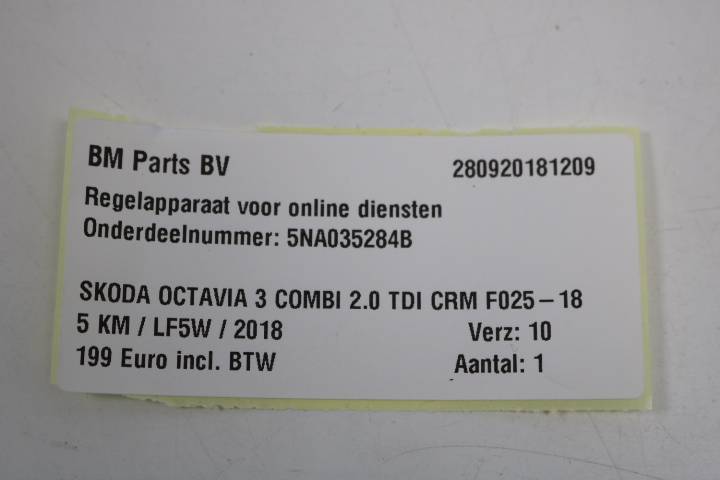 BM Parts BV 280920181209
Regelapparaat voor online diensten
Onderdeelnummer: 5NA035284B
SKODA OCTAVIA 3 COMBI 2.0 TDI CRM F025-18
5 KM / LF5W / 2018 Verz: 10
199 Euro incl. BTW Aantal: 1